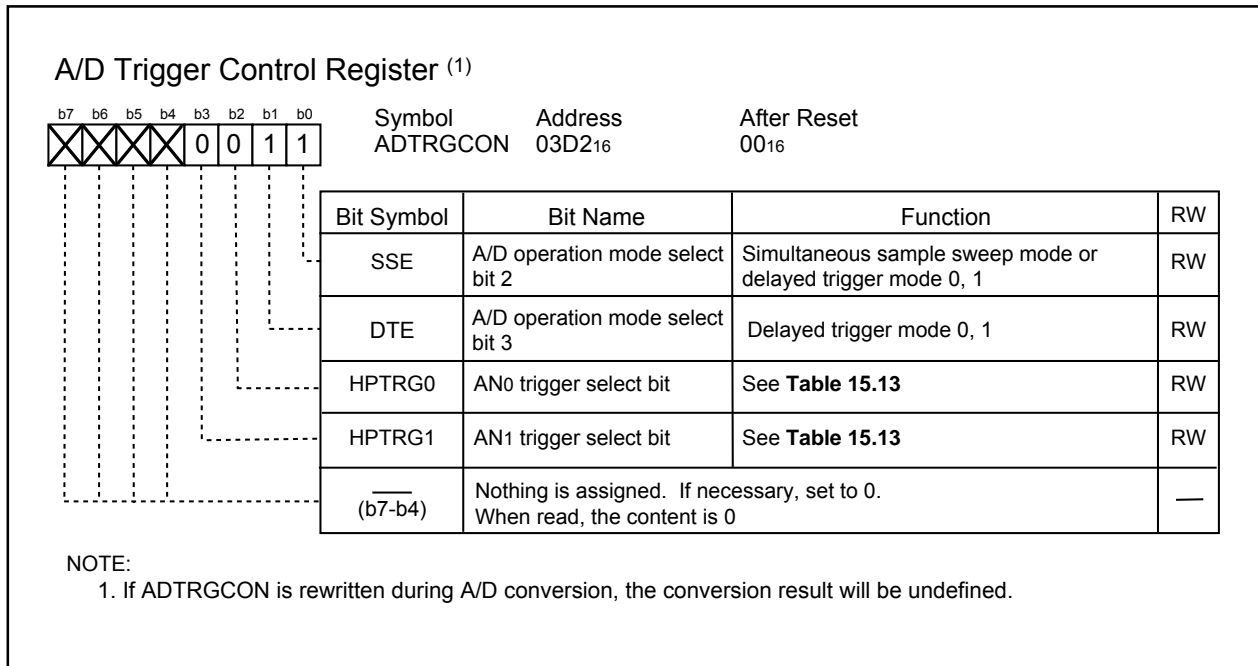 A/D Trigger Control Register (1)
b7 b6 b5 b4 b3 b2 b1 b0
0 0 1 1
Symbol Address After Reset
ADTRGCON 03D216 0016
Bit Symbol Bit Name Function RW
SSE A/D operation mode select bit 2 Simultaneous sample sweep mode or delayed trigger mode 0, 1 RW
DTE A/D operation mode select bit 3 Delayed trigger mode 0, 1 RW
HPTRG0 AN0 trigger select bit See Table 15.13 RW
HPTRG1 AN1 trigger select bit See Table 15.13 RW
(b7-b4) Nothing is assigned. If necessary, set to 0.
When read, the content is 0
NOTE:
1. If ADTRGCON is rewritten during A/D conversion, the conversion result will be undefined.